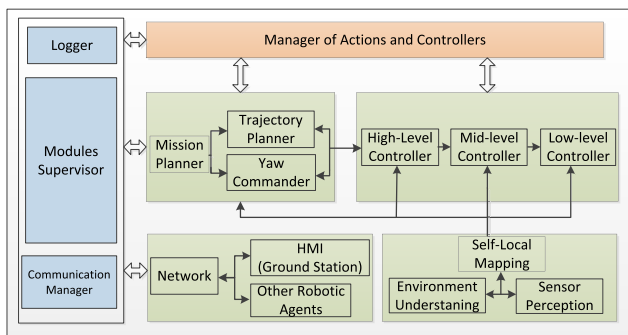 Logger
Manager of Actions and Controllers
Modules
Supervisor
Mission
Planner
Trajectory
Planner
Yaw
Commander
High-Level
Controller
Mid-level
Controller
Low-level
Controller
Communication
Manager
Network
HMI
(Ground Station)
Other Robotic
Agents
Self-Local
Mapping
Environment
Understaning
Sensor
Perception